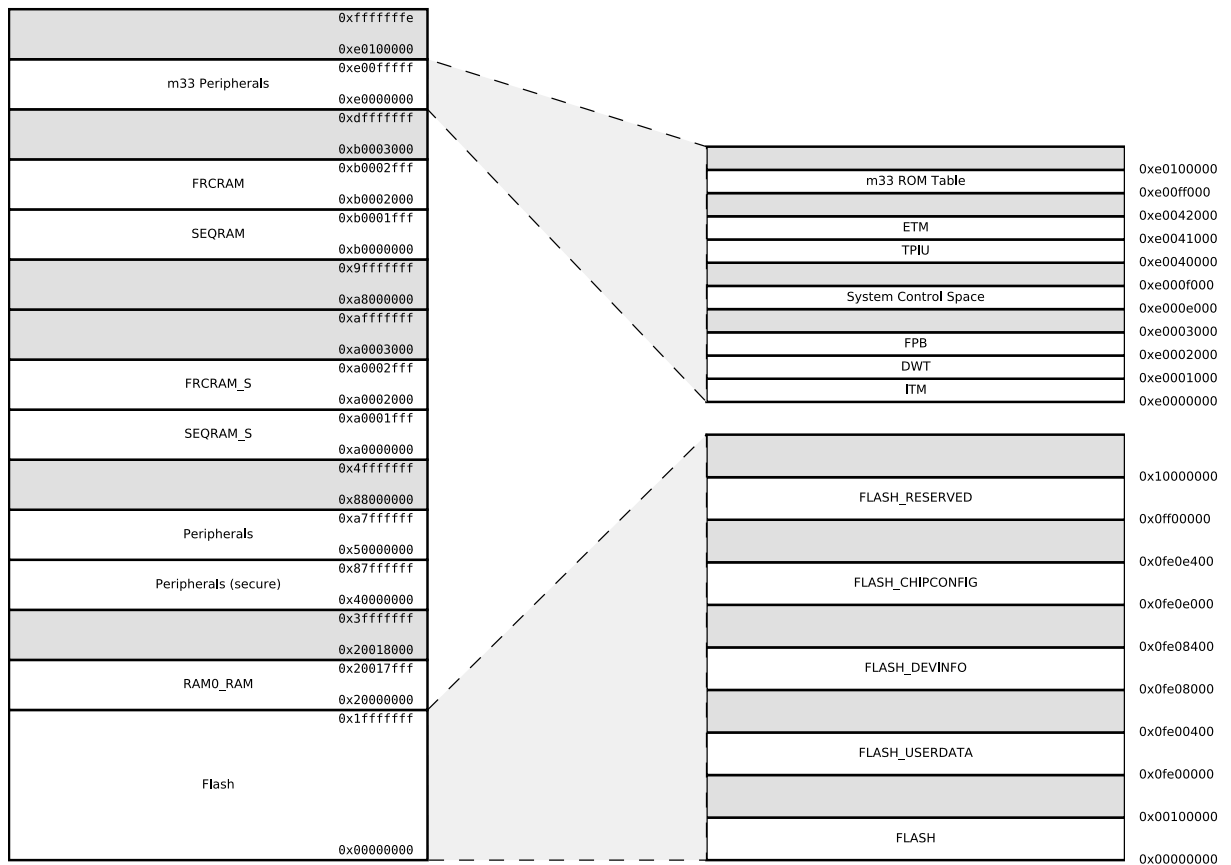 0xfffffffe
0xe0100000
0xe00fffff
m33 Peripherals
0xe0000000
0xdfffffff
0xb0003000
0xb0002fff
FRCRAM
0xb0002000
0xb0001fff
SEQRAM
0xb0000000
0x9fffffff
0xa8000000
0xafffffff
0xa0003000
0xa0002fff
FRCRAM_S
0xa0002000
0xa0001fff
SEQRAM_S
0xa0000000
0x4fffffff
0x88000000
0xa7ffffff
Peripherals
0x50000000
0x87ffffff
Peripherals (secure)
0x40000000
0x3fffffff
0x20018000
0x20017fff
RAM0_RAM
0x20000000
0x1fffffff
Flash
0x00000000
0xe0100000
m33 ROM Table
0xe00ff000
0xe0042000
ETM
0xe0041000
TPIU
0xe0040000
0xe000f000
System Control Space
0xe000e000
0xe0003000
FPB
0xe0002000
DWT
0xe0001000
ITM
0xe0000000
0x10000000
FLASH_RESERVED
0x0ff00000
0x0fe0e400
FLASH_CHIPCONFIG
0x0fe0e000
0x0fe08400
FLASH_DEVINFO
0x0fe08000
0x0fe00400
FLASH_USERDATA
0x0fe00000
0x00100000
FLASH
0x00000000